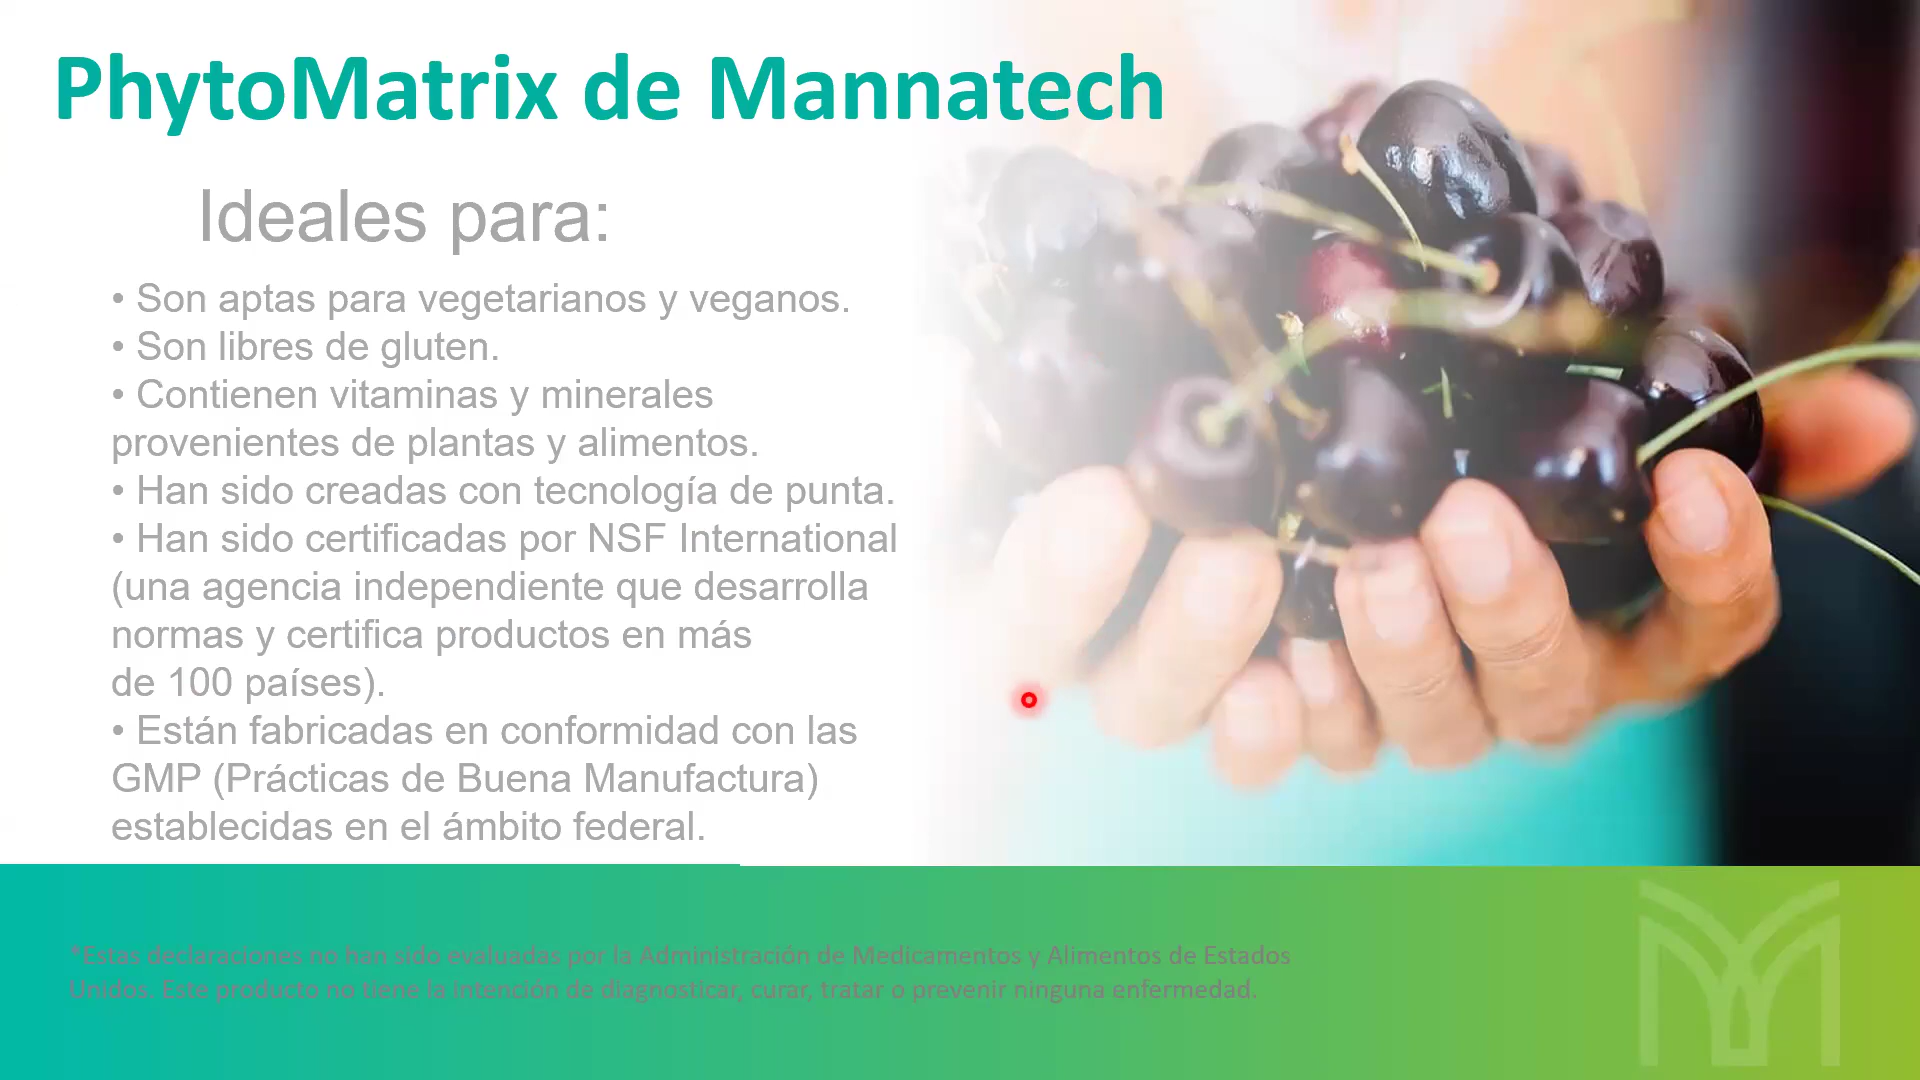 PhytoMatrix de Mannatech
Ideales para:
• Son aptas para vegetarianos y veganos.
• Son libres de gluten.
• Contienen vitaminas y minerales
provenientes de plantas y alimentos.
• Han sido creadas con tecnología de punta.
• Han sido certificadas por NSF International
(una agencia independiente que desarrolla
normas y certifica productos en más
de 100 países).
• Están fabricadas en conformidad con las
GMP (Prácticas de Buena Manufactura)
establecidas en el ámbito federal.
*Estas declaraciones no han sido evaluadas por la Administración de Medicamentos y Alimentos de Estados
Unidos. Este producto no tiene la intención de diagnosticar, curar, tratar o prevenir ninguna enfermedad.